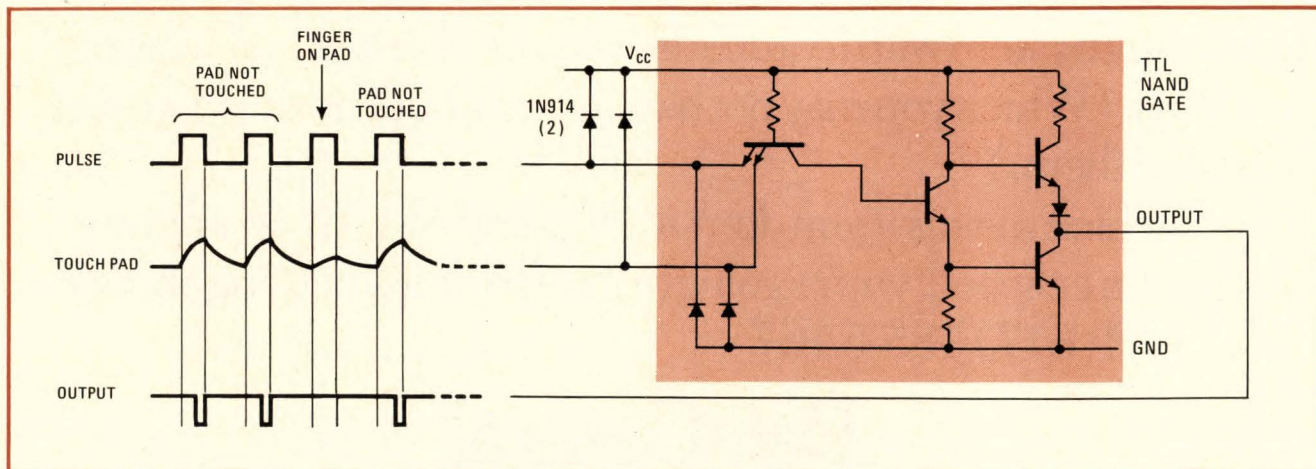 FINGER
ON PAD
PAD NOT
TOUCHED
PAD NOT
TOUCHED
PULSE
TOUCH PAD
OUTPUT
VCC
1N914
(2)
TTL
NAND
GATE
OUTPUT
GND